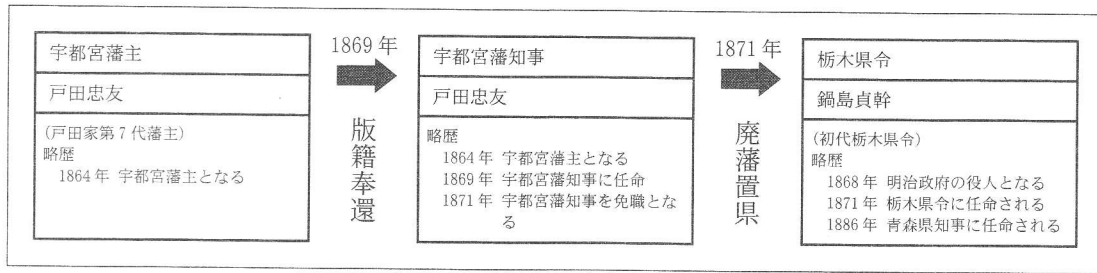 宇都宮藩主
戸田忠友
(戸田家第７代藩主)
略歴
1864年 宇都宮藩主となる
1869年
版籍奉還
宇都宮藩知事
戸田忠友
略歴
1864年 宇都宮藩主となる
1869年 宇都宮藩知事に任命
1871年 宇都宮藩知事を免職とな
る
1871年
廃藩置県
栃木県令
鍋島貞幹
(初代栃木県令)
略歴
1868年 明治政府の役人となる
1871年 栃木県令に任命される
1886年 青森県知事に任命される